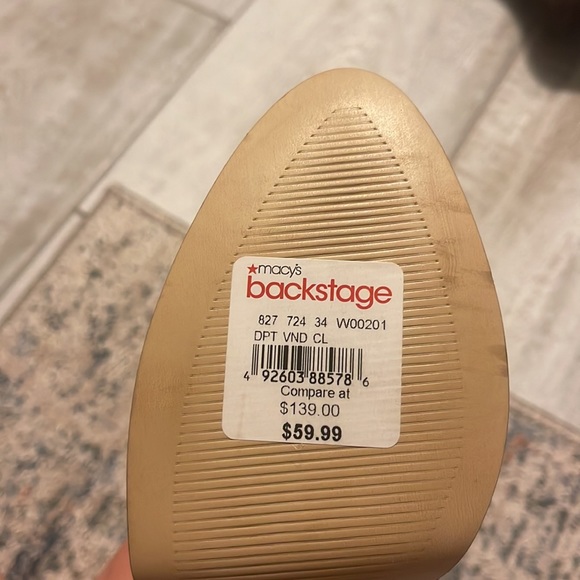 macy's
backstage
827 724 34 W00201
DPT VND CL
4 92603 88578 6
Compare at
$139.00
$59.99